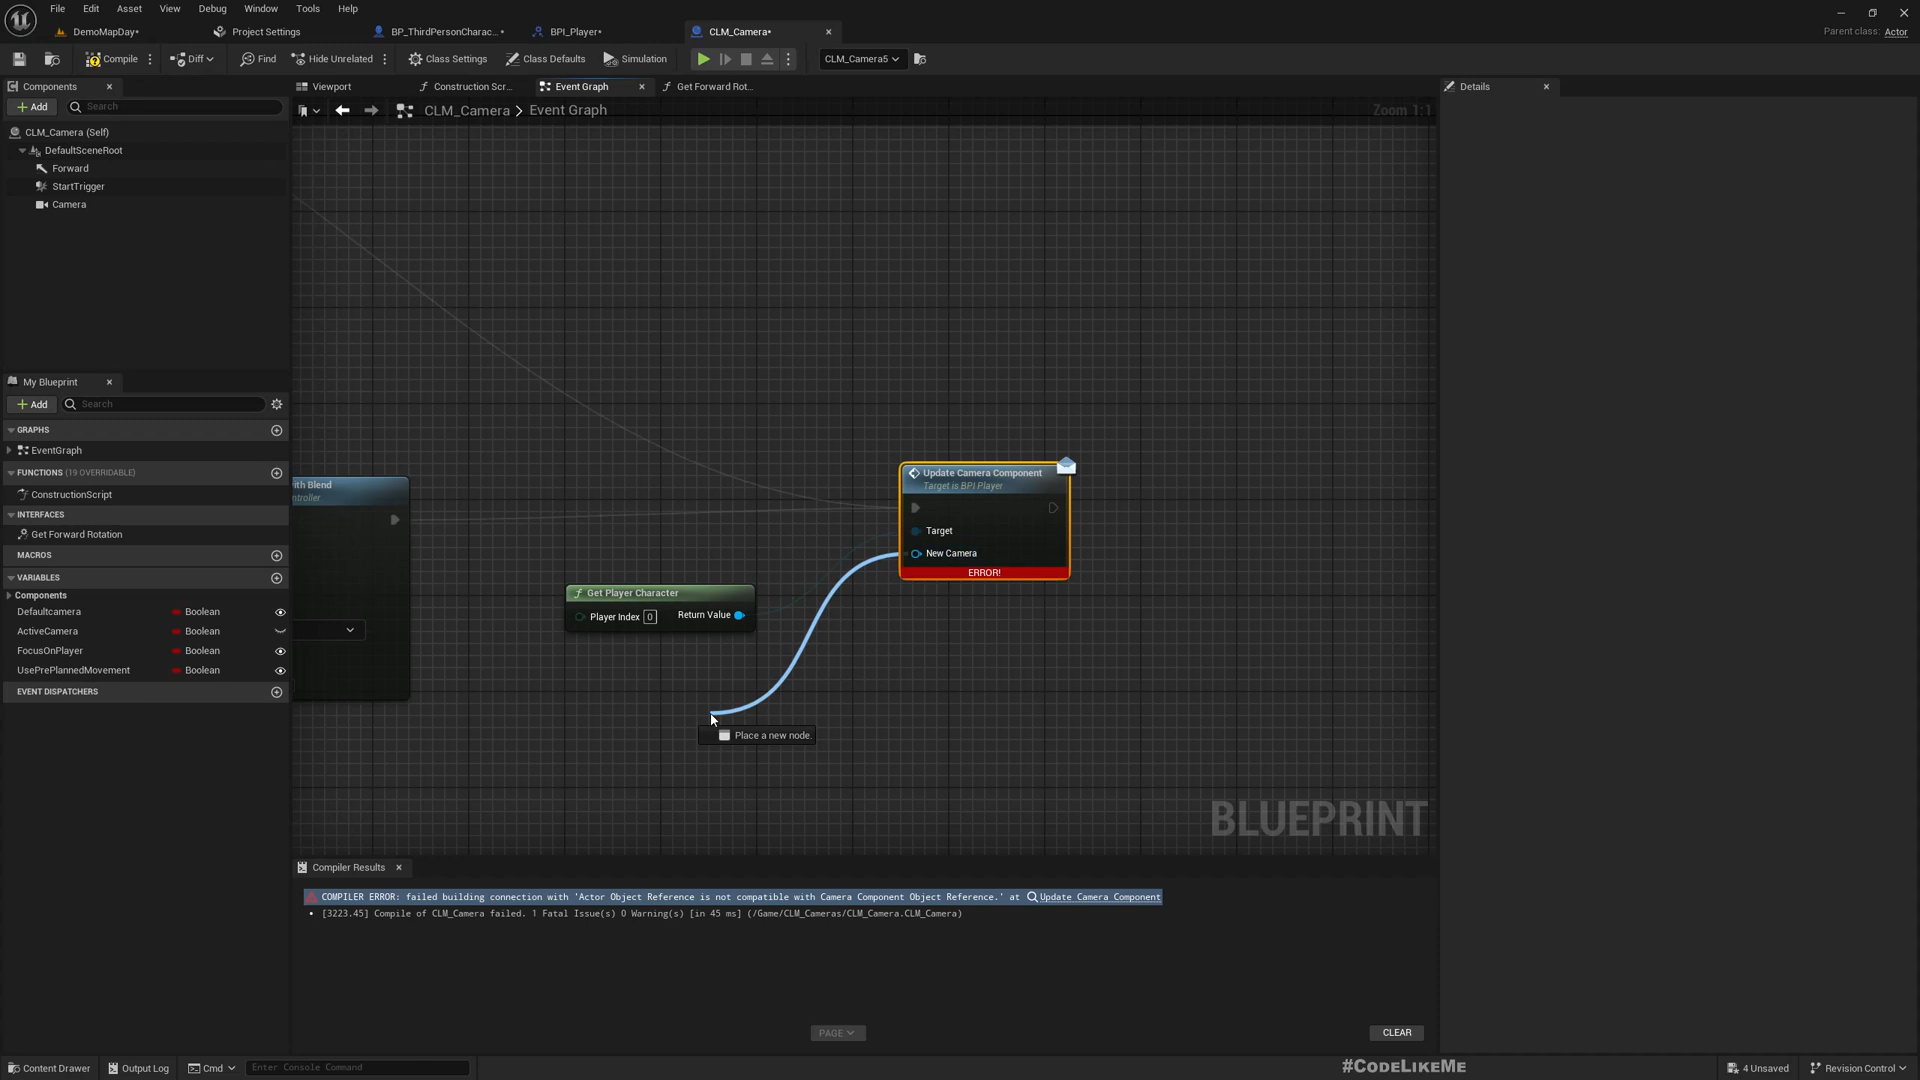 File Edit Asset View Debug Window Tools Help
DemoMapDay* Project Settings BP_ThirdPersonCharac...* BPI_Player* CLM_Camera* Parent class: Actor
Compile Diff Find Hide Unrelated Class Settings Class Defaults Simulation CLM_Camera5
Components Viewport Construction Scr... Event Graph Get Forward Rot... Details
Add Search CLM_Camera > Event Graph Zoom 1:1
CLM_Camera (Self)
DefaultSceneRoot
Forward
StartTrigger
Camera
My Blueprint
Add Search
GRAPHS
EventGraph
FUNCTIONS (19 OVERRIDABLE)
ConstructionScript
INTERFACES
Get Forward Rotation
MACROS
VARIABLES
Components
Defaultcamera Boolean
ActiveCamera Boolean
FocusOnPlayer Boolean
UsePrePlannedMovement Boolean
EVENT DISPATCHERS
ith Blend
ntroller
Update Camera Component
Target is BPI Player
Target
New Camera
ERROR!
Get Player Character
Player Index 0 Return Value
Place a new node.
BLUEPRINT
Compiler Results
COMPILER ERROR: failed building connection with 'Actor Object Reference is not compatible with Camera Component Object Reference.' at Update Camera Component
[3223.45] Compile of CLM_Camera failed. 1 Fatal Issue(s) 0 Warning(s) [in 45 ms] (/Game/CLM_Cameras/CLM_Camera.CLM_Camera)
PAGE CLEAR
Content Drawer Output Log Cmd Enter Console Command #CODELIKEME 4 Unsaved Revision Control